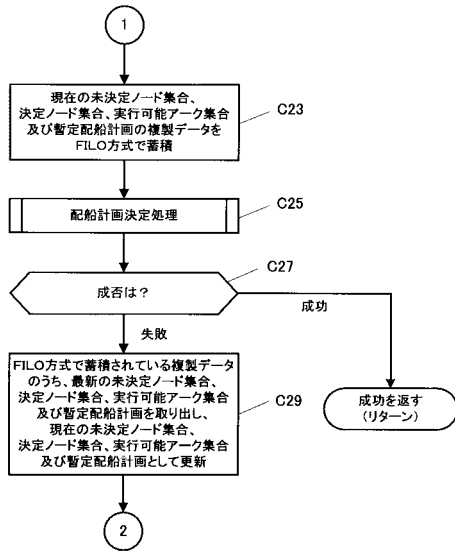 1
現在の未決定ノード集合、
決定ノード集合、実行可能アーク集合
及び暫定配船計画の複製データを
FILO方式で蓄積
C23
配船計画決定処理
C25
成否は？
C27
成功
失敗
FILO方式で蓄積されている複製データ
のうち、最新の未決定ノード集合、
決定ノード集合、実行可能アーク集合
及び暫定配船計画を取り出し、
現在の未決定ノード集合、
決定ノード集合、実行可能アーク集合
及び暫定配船計画として更新
C29
成功を返す
(リターン)
2